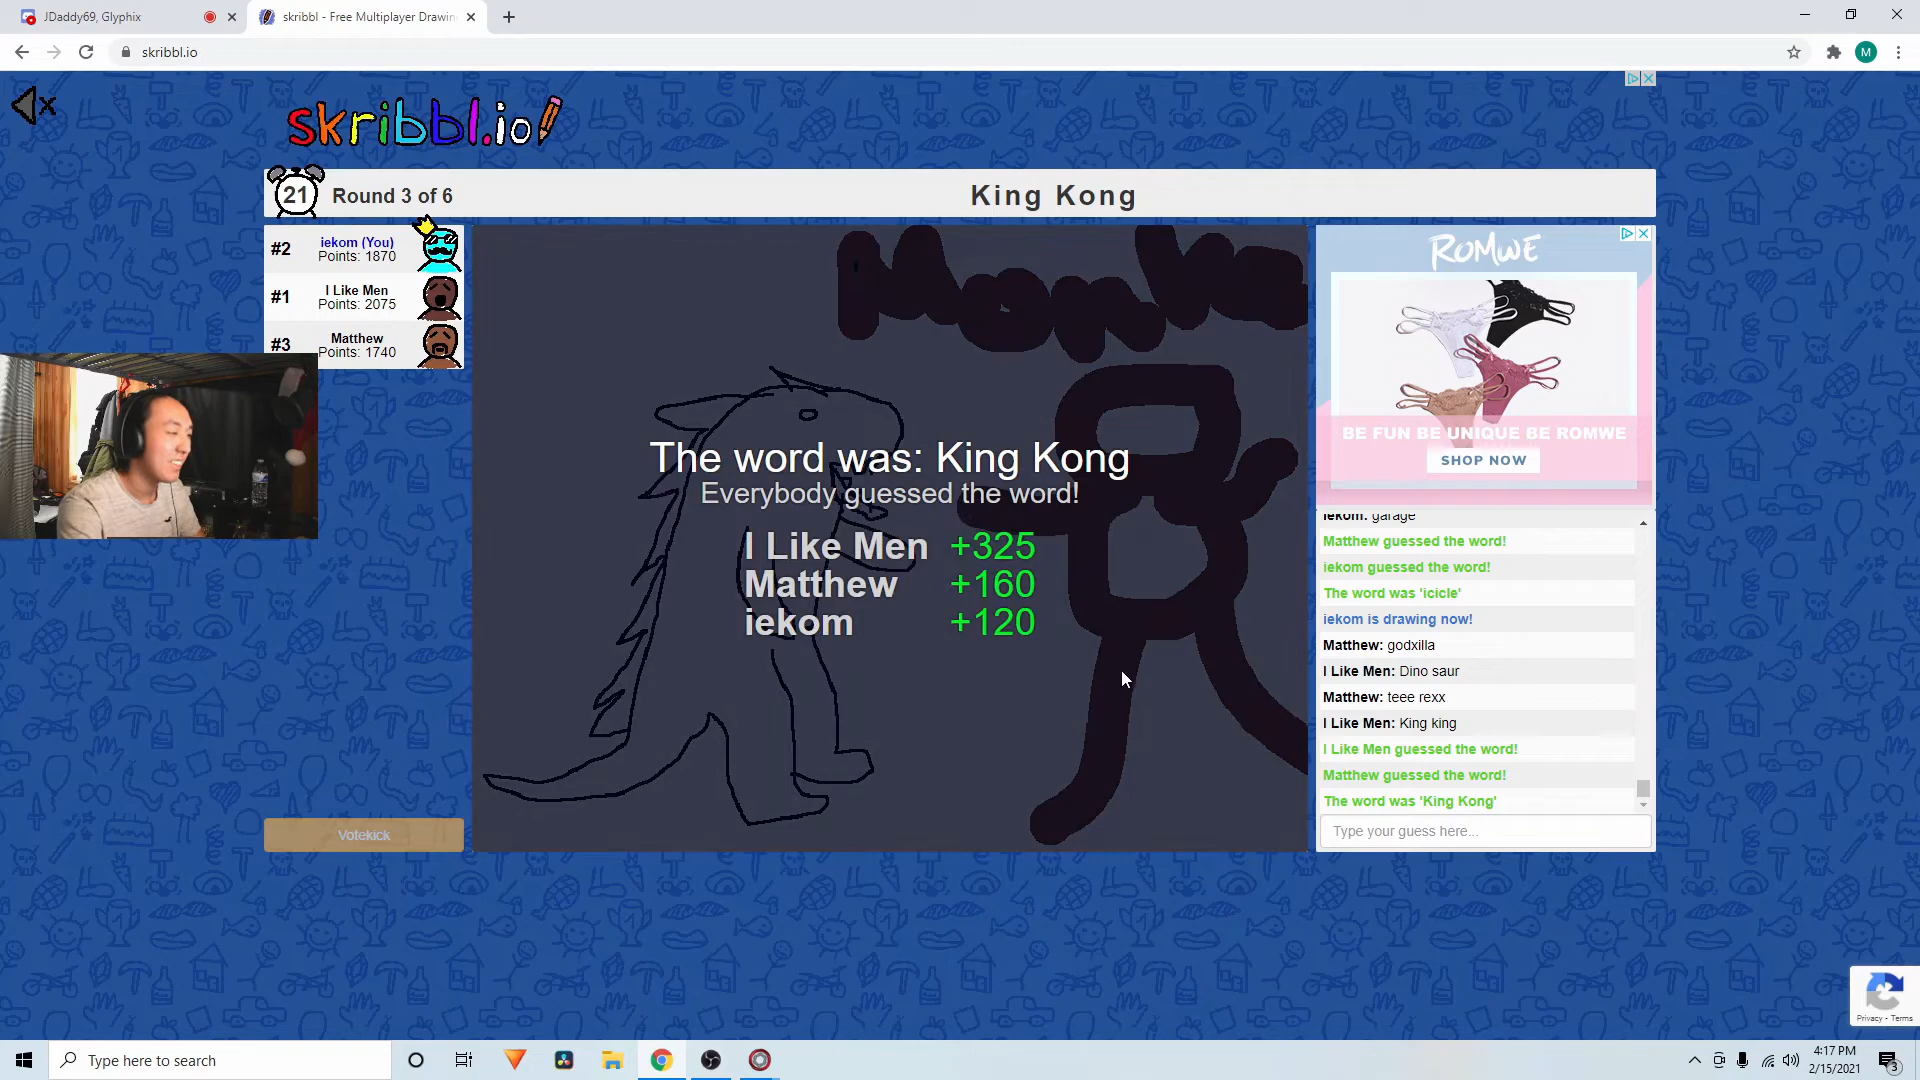 JDaddy69, Glyphix
skribbl - Free Multiplayer Drawin
skribbl.io
M
skribbl.io
21
Round 3 of 6
King Kong
#2
iekom (You)
Points: 1870
#1
I Like Men
Points: 2075
#3
Matthew
Points: 1740
The word was: King Kong
Everybody guessed the word!
I Like Men +325
Matthew +160
iekom +120
ROMWE
BE FUN BE UNIQUE BE ROMWE
SHOP NOW
iekom: garage
Matthew guessed the word!
iekom guessed the word!
The word was 'icicle'
iekom is drawing now!
Matthew: godxilla
I Like Men: Dino saur
Matthew: teee rexx
I Like Men: King king
I Like Men guessed the word!
Matthew guessed the word!
The word was 'King Kong'
Type your guess here...
Votekick
Privacy - Terms
Type here to search
4:17 PM
2/15/2021
3